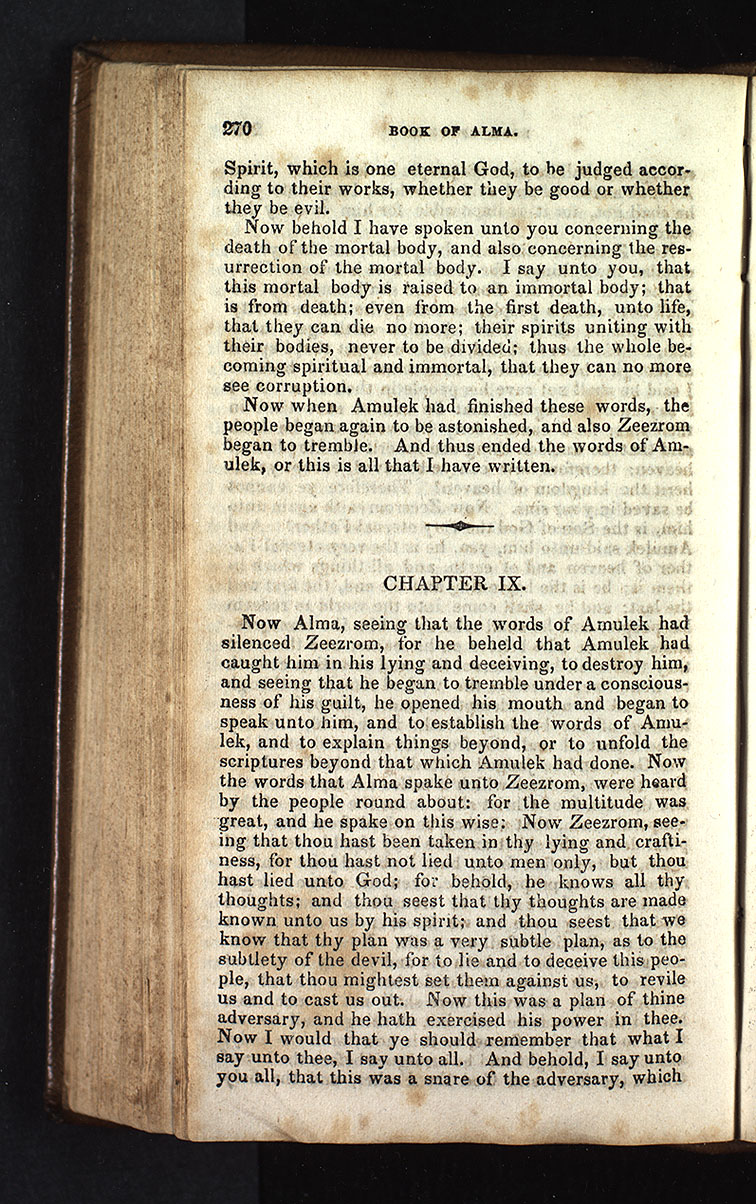 270 BOOK OF ALMA.
Spirit, which is one eternal God, to be judged accor-
ding to their works, whether they be good or whether
they be evil.
Now behold I have spoken unto you concerning the
death of the mortal body, and also concerning the res-
urrection of the mortal body. I say unto you, that
this mortal body is raised to an immortal body; that
is from death; even from the first death, unto life,
that they can die no more; their spirits uniting with
their bodies, never to be divided; thus the whole be-
coming spiritual and immortal, that they can no more
see corruption.
Now when Amulek had finished these words, the
people began again to be astonished, and also Zeezrom
began to tremble. And thus ended the words of Am-
ulek, or this is all that I have written.
CHAPTER IX.
Now Alma, seeing that the words of Amulek had
silenced Zeezrom, for he beheld that Amulek had
caught him in his lying and deceiving, to destroy him,
and seeing that he began to tremble under a conscious-
ness of his guilt, he opened his mouth and began to
speak unto him, and to establish the words of Amu-
lek, and to explain things beyond, or to unfold the
scriptures beyond that which Amulek had done. Now
the words that Alma spake unto Zeezrom, were heard
by the people round about: for the multitude was
great, and he spake on this wise: Now Zeezrom, see-
ing that thou hast been taken in thy lying and crafti-
ness, for thou hast not lied unto men only, but thou
hast lied unto God; for behold, he knows all thy
thoughts; and thou seest that thy thoughts are made
known unto us by his spirit; and thou seest that we
know that thy plan was a very subtle plan, as to the
subtlety of the devil, for to lie and to deceive this peo-
ple, that thou mightest set them against us, to revile
us and to cast us out. Now this was a plan of thine
adversary, and he hath exercised his power in thee.
Now I would that ye should remember that what I
say unto thee, I say unto all. And behold, I say unto
you all, that this was a snare of the adversary, which